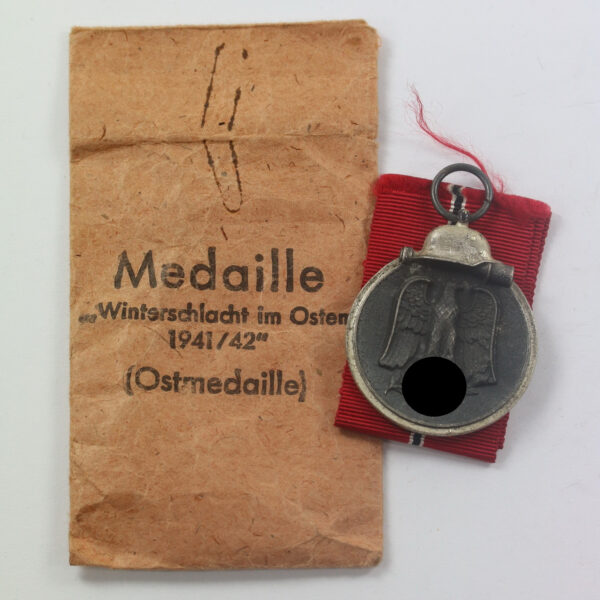 Medaille
„Winterschlacht im Osten
1941/42"
(Ostmedaille)